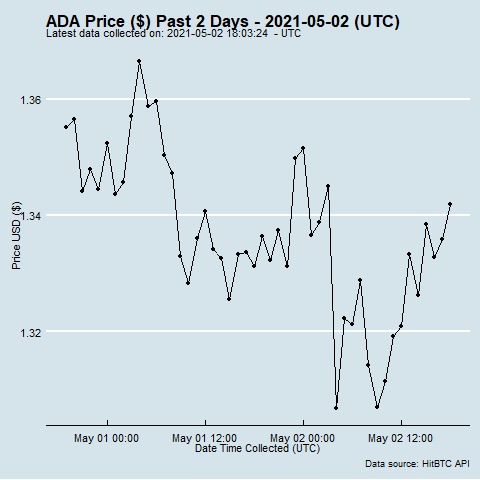 ADA Price ($) Past 2 Days - 2021-05-02 (UTC)
Latest data collected on: 2021-05-02 18:03:24 - UTC
1.36
1.34
1.32
Price USD ($)
May 01 00:00
May 01 12:00
May 02 00:00
May 02 12:00
Date Time Collected (UTC)
Data source: HitBTC API